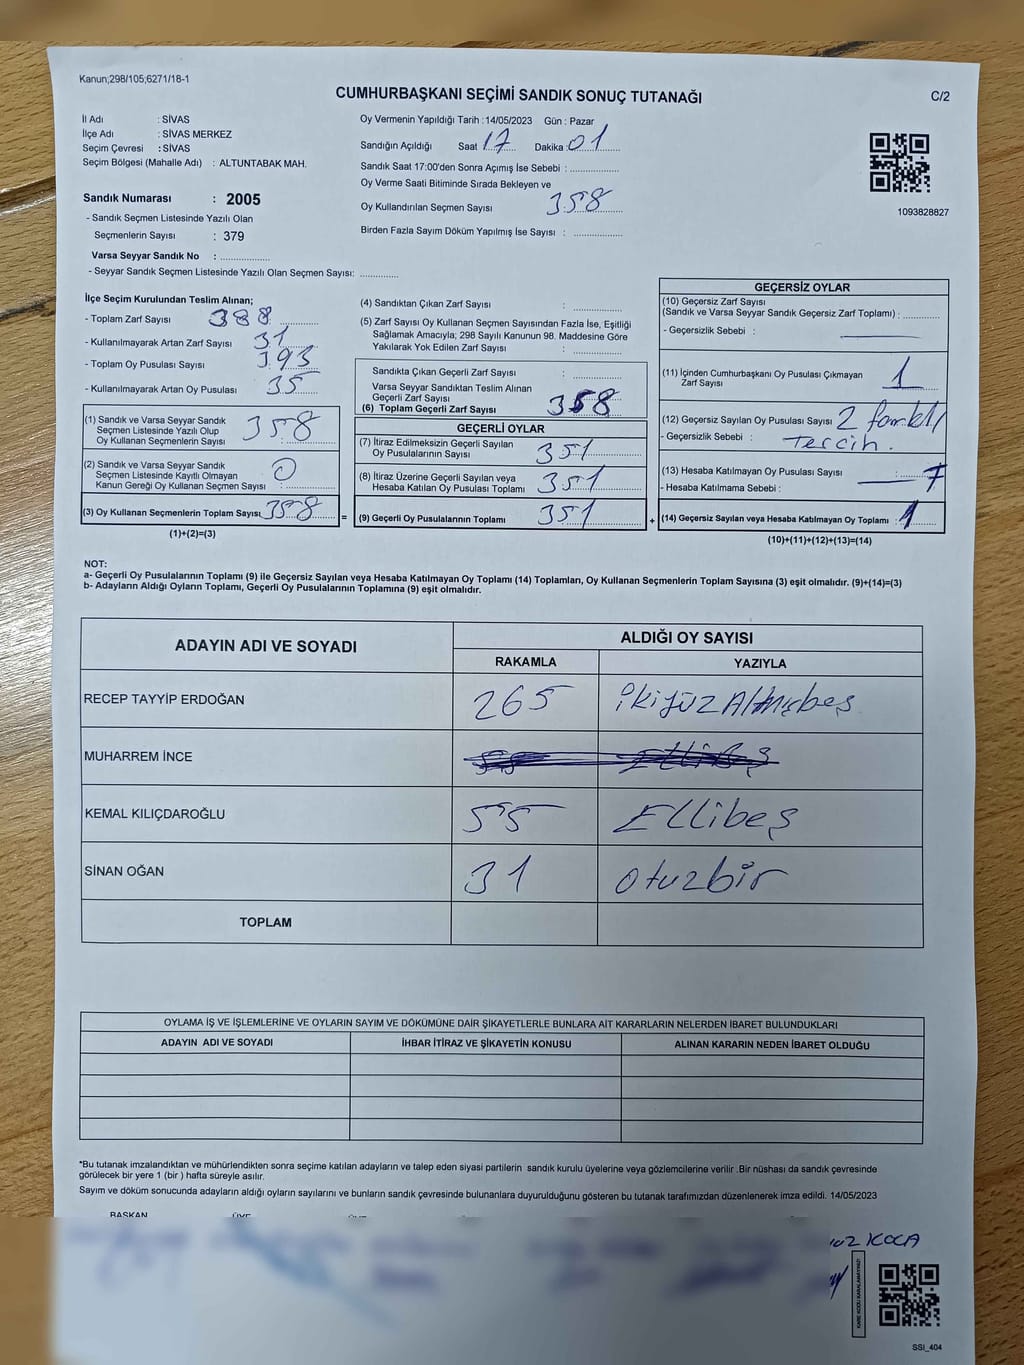 Kanun;298/105;6271/18-1
CUMHURBAŞKANI SEÇİMİ SANDIK SONUÇ TUTANAĞI
C/2
İl Adı : SİVAS
İlçe Adı : SİVAS MERKEZ
Seçim Çevresi : SİVAS
Seçim Bölgesi (Mahalle Adı) : ALTUNTABAK MAH.
Sandık Numarası : 2005
- Sandık Seçmen Listesinde Yazılı Olan
Seçmenlerin Sayısı : 379
Varsa Seyyar Sandık No :
- Seyyar Sandık Seçmen Listesinde Yazılı Olan Seçmen Sayısı:
Oy Vermenin Yapıldığı Tarih :14/05/2023 Gün : Pazar
Sandığın Açıldığı Saat 17 Dakika : 01
Sandık Saat 17:00'den Sonra Açımış İse Sebebi :
Oy Verme Saati Bitiminde Sırada Bekleyen ve
Oy Kullandırılan Seçmen Sayısı 358
Birden Fazla Sayım Döküm Yapılmış İse Sayısı :
1093828827
İlçe Seçim Kurulundan Teslim Alınan;
- Toplam Zarf Sayısı 388
- Kullanılmayarak Artan Zarf Sayısı 31
- Toplam Oy Pusulası Sayısı 393
- Kullanılmayarak Artan Oy Pusulası 35
(1) Sandık ve Varsa Seyyar Sandık
Seçmen Listesinde Yazılı Olup
Oy Kullanan Seçmenlerin Sayısı : 358
(2) Sandık ve Varsa Seyyar Sandık
Seçmen Listesinde Kayıtlı Olmayan
Kanun Gereği Oy Kullanan Seçmen Sayısı : 0
(3) Oy Kullanan Seçmenlerin Toplam Sayısı 358
(1)+(2)=(3)
=
(4) Sandıktan Çıkan Zarf Sayısı :
(5) Zarf Sayısı Oy Kullanan Seçmen Sayısından Fazla İse, Eşitliği
Sağlamak Amacıyla; 298 Sayılı Kanunun 98. Maddesine Göre
Yakılarak Yok Edilen Zarf Sayısı :
Sandıkta Çıkan Geçerli Zarf Sayısı :
Varsa Seyyar Sandıktan Teslim Alınan
Geçerli Zarf Sayısı :
(6) Toplam Geçerli Zarf Sayısı 358
GEÇERLİ OYLAR
(7) İtiraz Edilmeksizin Geçerli Sayılan
Oy Pusulalarının Sayısı 351
(8) İtiraz Üzerine Geçerli Sayılan veya
Hesaba Katılan Oy Pusulası Toplamı 351
(9) Geçerli Oy Pusulalarının Toplamı 351
+
GEÇERSİZ OYLAR
(10) Geçersiz Zarf Sayısı
(Sandık ve Varsa Seyyar Sandık Geçersiz Zarf Toplamı) :
- Geçersizlik Sebebi :
(11) İçinden Cumhurbaşkanı Oy Pusulası Çıkmayan
Zarf Sayısı 1
(12) Geçersiz Sayılan Oy Pusulası Sayısı 2 farklı
- Geçersizlik Sebebi : tercih.
(13) Hesaba Katılmayan Oy Pusulası Sayısı : 7
- Hesaba Katılmama Sebebi :
(14) Geçersiz Sayılan veya Hesaba Katılmayan Oy Toplamı :
(10)+(11)+(12)+(13)=(14)
NOT:
a- Geçerli Oy Pusulalarının Toplamı (9) ile Geçersiz Sayılan veya Hesaba Katılmayan Oy Toplamı (14) Toplamları, Oy Kullanan Seçmenlerin Toplam Sayısına (3) eşit olmalıdır. (9)+(14)=(3)
b- Adayların Aldığı Oyların Toplamı, Geçerli Oy Pusulalarının Toplamına (9) eşit olmalıdır.
ADAYIN ADI VE SOYADI
ALDIĞI OY SAYISI
RAKAMLA YAZIYLA
RECEP TAYYİP ERDOĞAN 265 İkiyüzAltmışbeş
MUHARREM İNCE
KEMAL KILIÇDAROĞLU 55 Ellibeş
SİNAN OĞAN 31 otuzbir
TOPLAM
OYLAMA İŞ VE İŞLEMLERİNE VE OYLARIN SAYIM VE DÖKÜMÜNE DAİR ŞİKAYETLERLE BUNLARA AİT KARARLARIN NELERDEN İBARET BULUNDUKLARI
ADAYIN ADI VE SOYADI İHBAR İTİRAZ VE ŞİKAYETİN KONUSU ALINAN KARARIN NEDEN İBARET OLDUĞU
*Bu tutanak imzalandıktan ve mühürlendikten sonra seçime katılan adayların ve talep eden siyasi partilerin sandık kurulu üyelerine veya gözlemcilerine verilir .Bir nüshası da sandık çevresinde
görülecek bir yere 1 (bir ) hafta süreyle asılır.
Sayım ve döküm sonucunda adayların aldığı oyların sayılarını ve bunların sandık çevresinde bulunanlara duyurulduğunu gösteren bu tutanak tarafımızdan düzenlenerek imza edildi. 14/05/2023
BAŞKAN ÜYE
KOCA
SSI_404